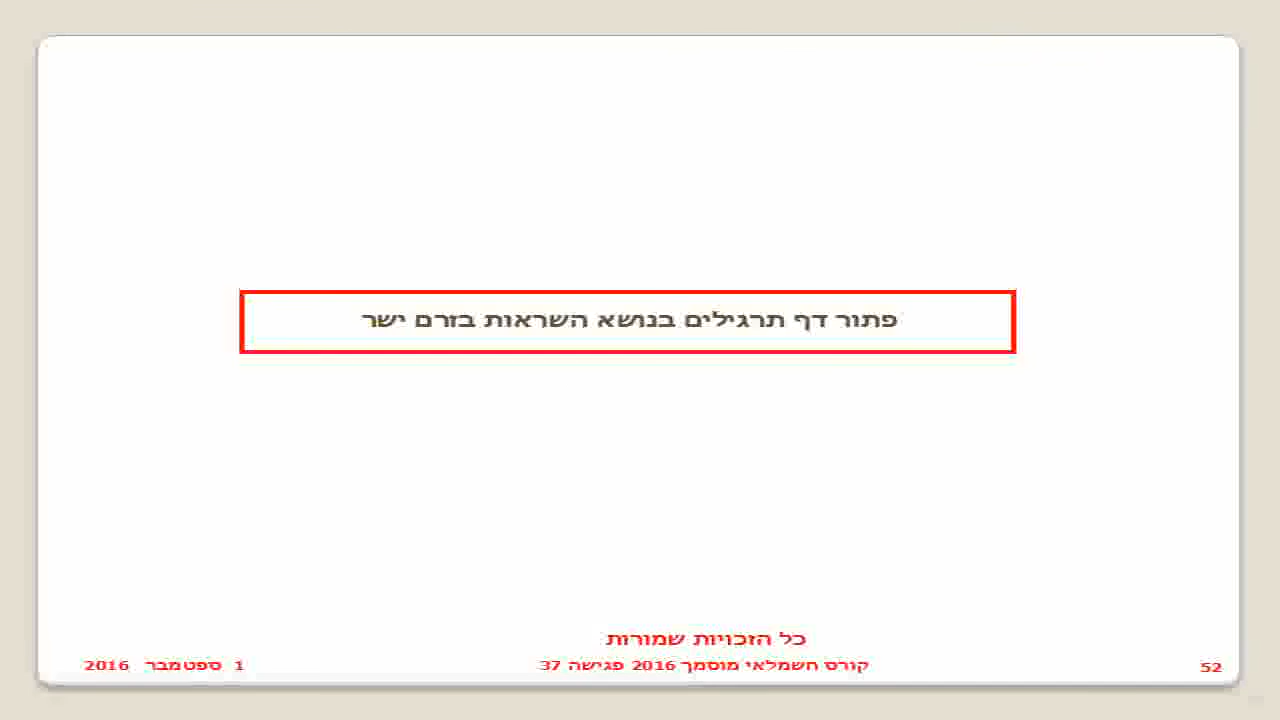 פתור דף תרגילים בנושא השראות בזרם ישר
כל הזכויות שמורות
1 ספטמבר 2016
קורס חשמלאי מוסמך 2016 פגישה 37
52